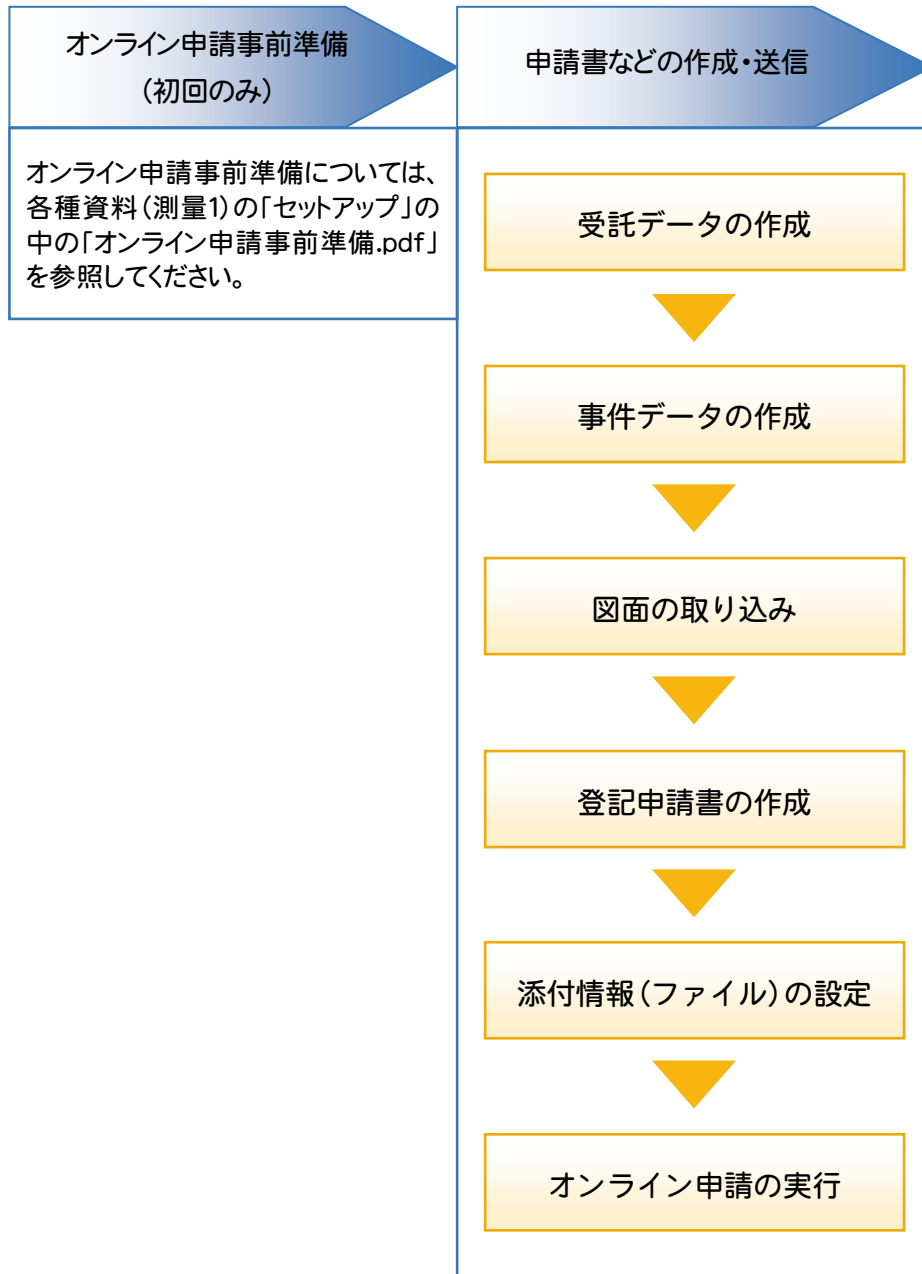 オンライン申請事前準備
（初回のみ）
オンライン申請事前準備については、
各種資料（測量1）の「セットアップ」の
中の「オンライン申請事前準備.pdf」
を参照してください。
申請書などの作成・送信
受託データの作成
事件データの作成
図面の取り込み
登記申請書の作成
添付情報（ファイル）の設定
オンライン申請の実行